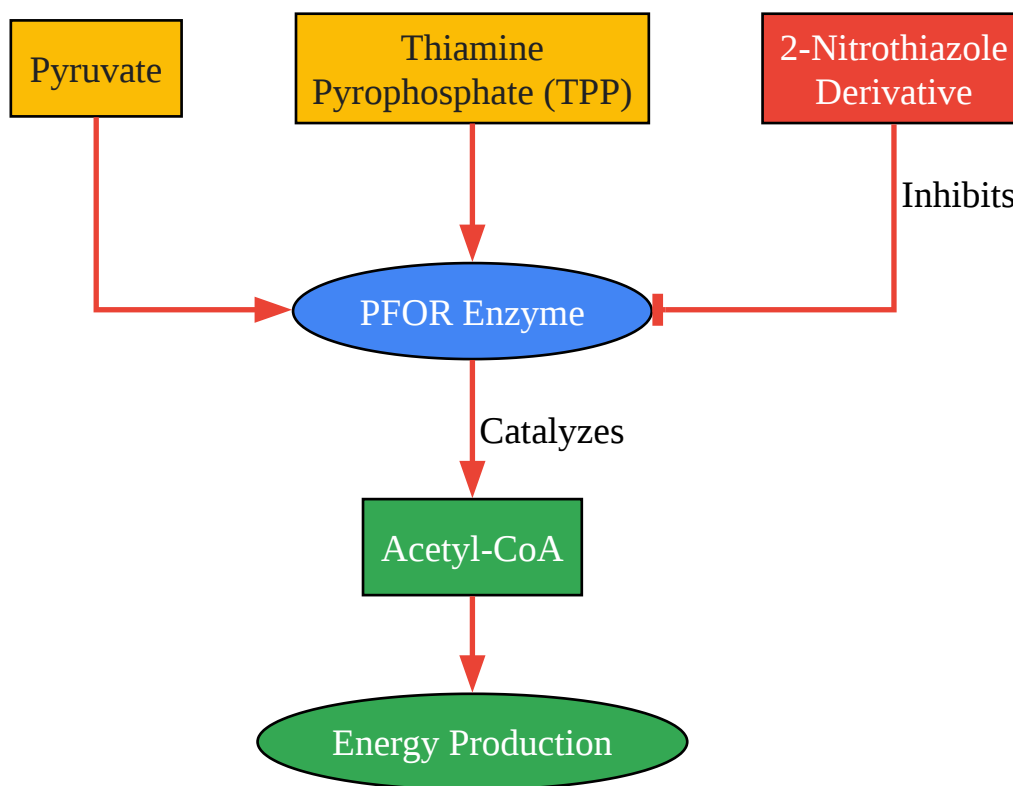 Pyruvate
Thiamine
Pyrophosphate (TPP)
2-Nitrothiazole
Derivative
Inhibits
PFOR Enzyme
Catalyzes
Acetyl-CoA
Energy Production